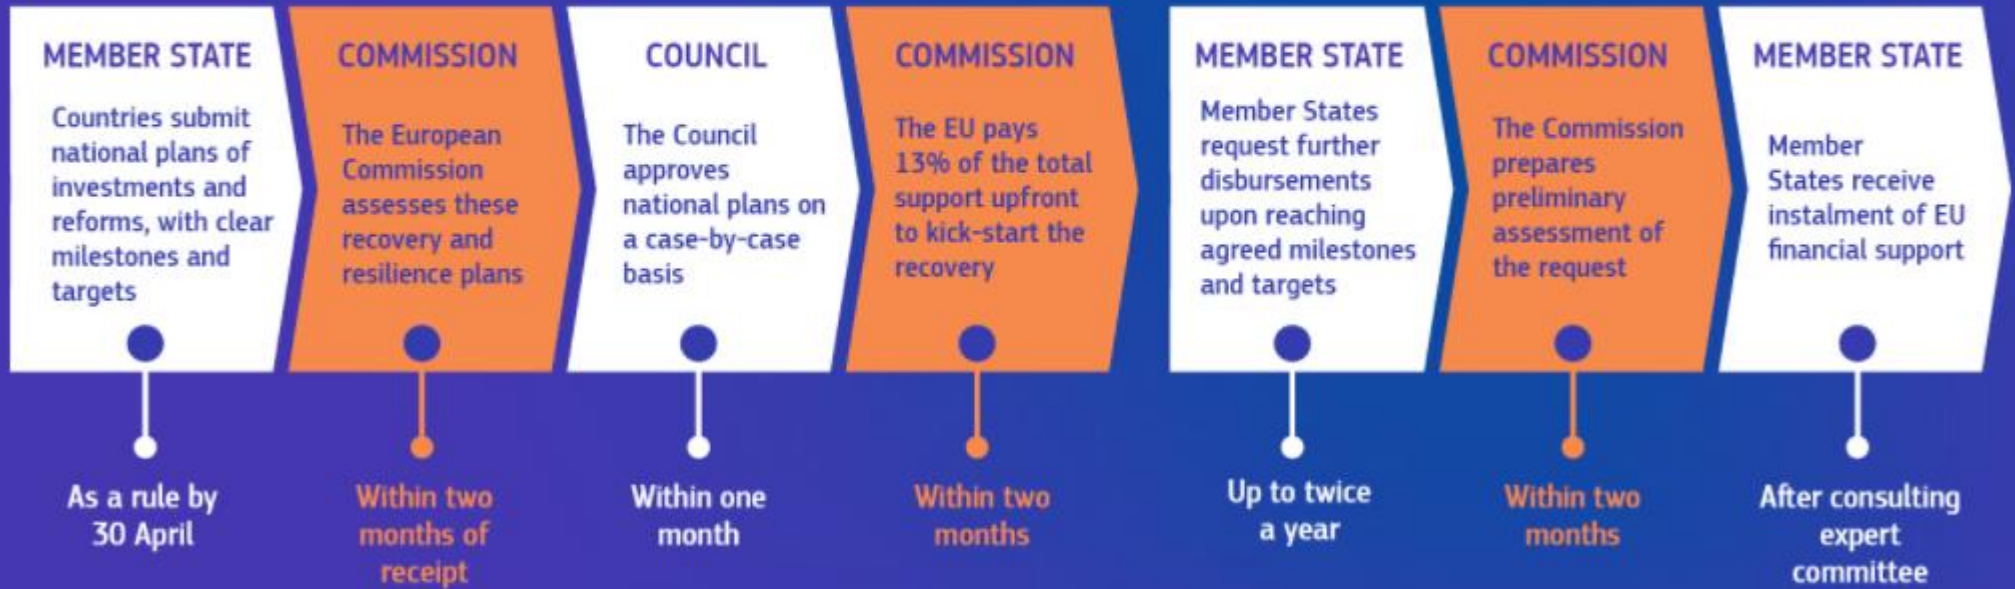 MEMBER STATE
Countries submit
national plans of
investments and
reforms, with clear
milestones and
targets
As a rule by
30 April
COMMISSION
The European
Commission
assesses these
recovery and
resilience plans
Within two
months of
receipt
COUNCIL
The Council
approves
national plans on
a case-by-case
basis
Within one
month
COMMISSION
The EU pays
13% of the total
support upfront
to kick-start the
recovery
Within two
months
MEMBER STATE
Member States
request further
disbursements
upon reaching
agreed milestones
and targets
Up to twice
a year
COMMISSION
The Commission
prepares
preliminary
assessment of
the request
Within two
months
MEMBER STATE
Member
States receive
instalment of EU
financial support
After consulting
expert
committee